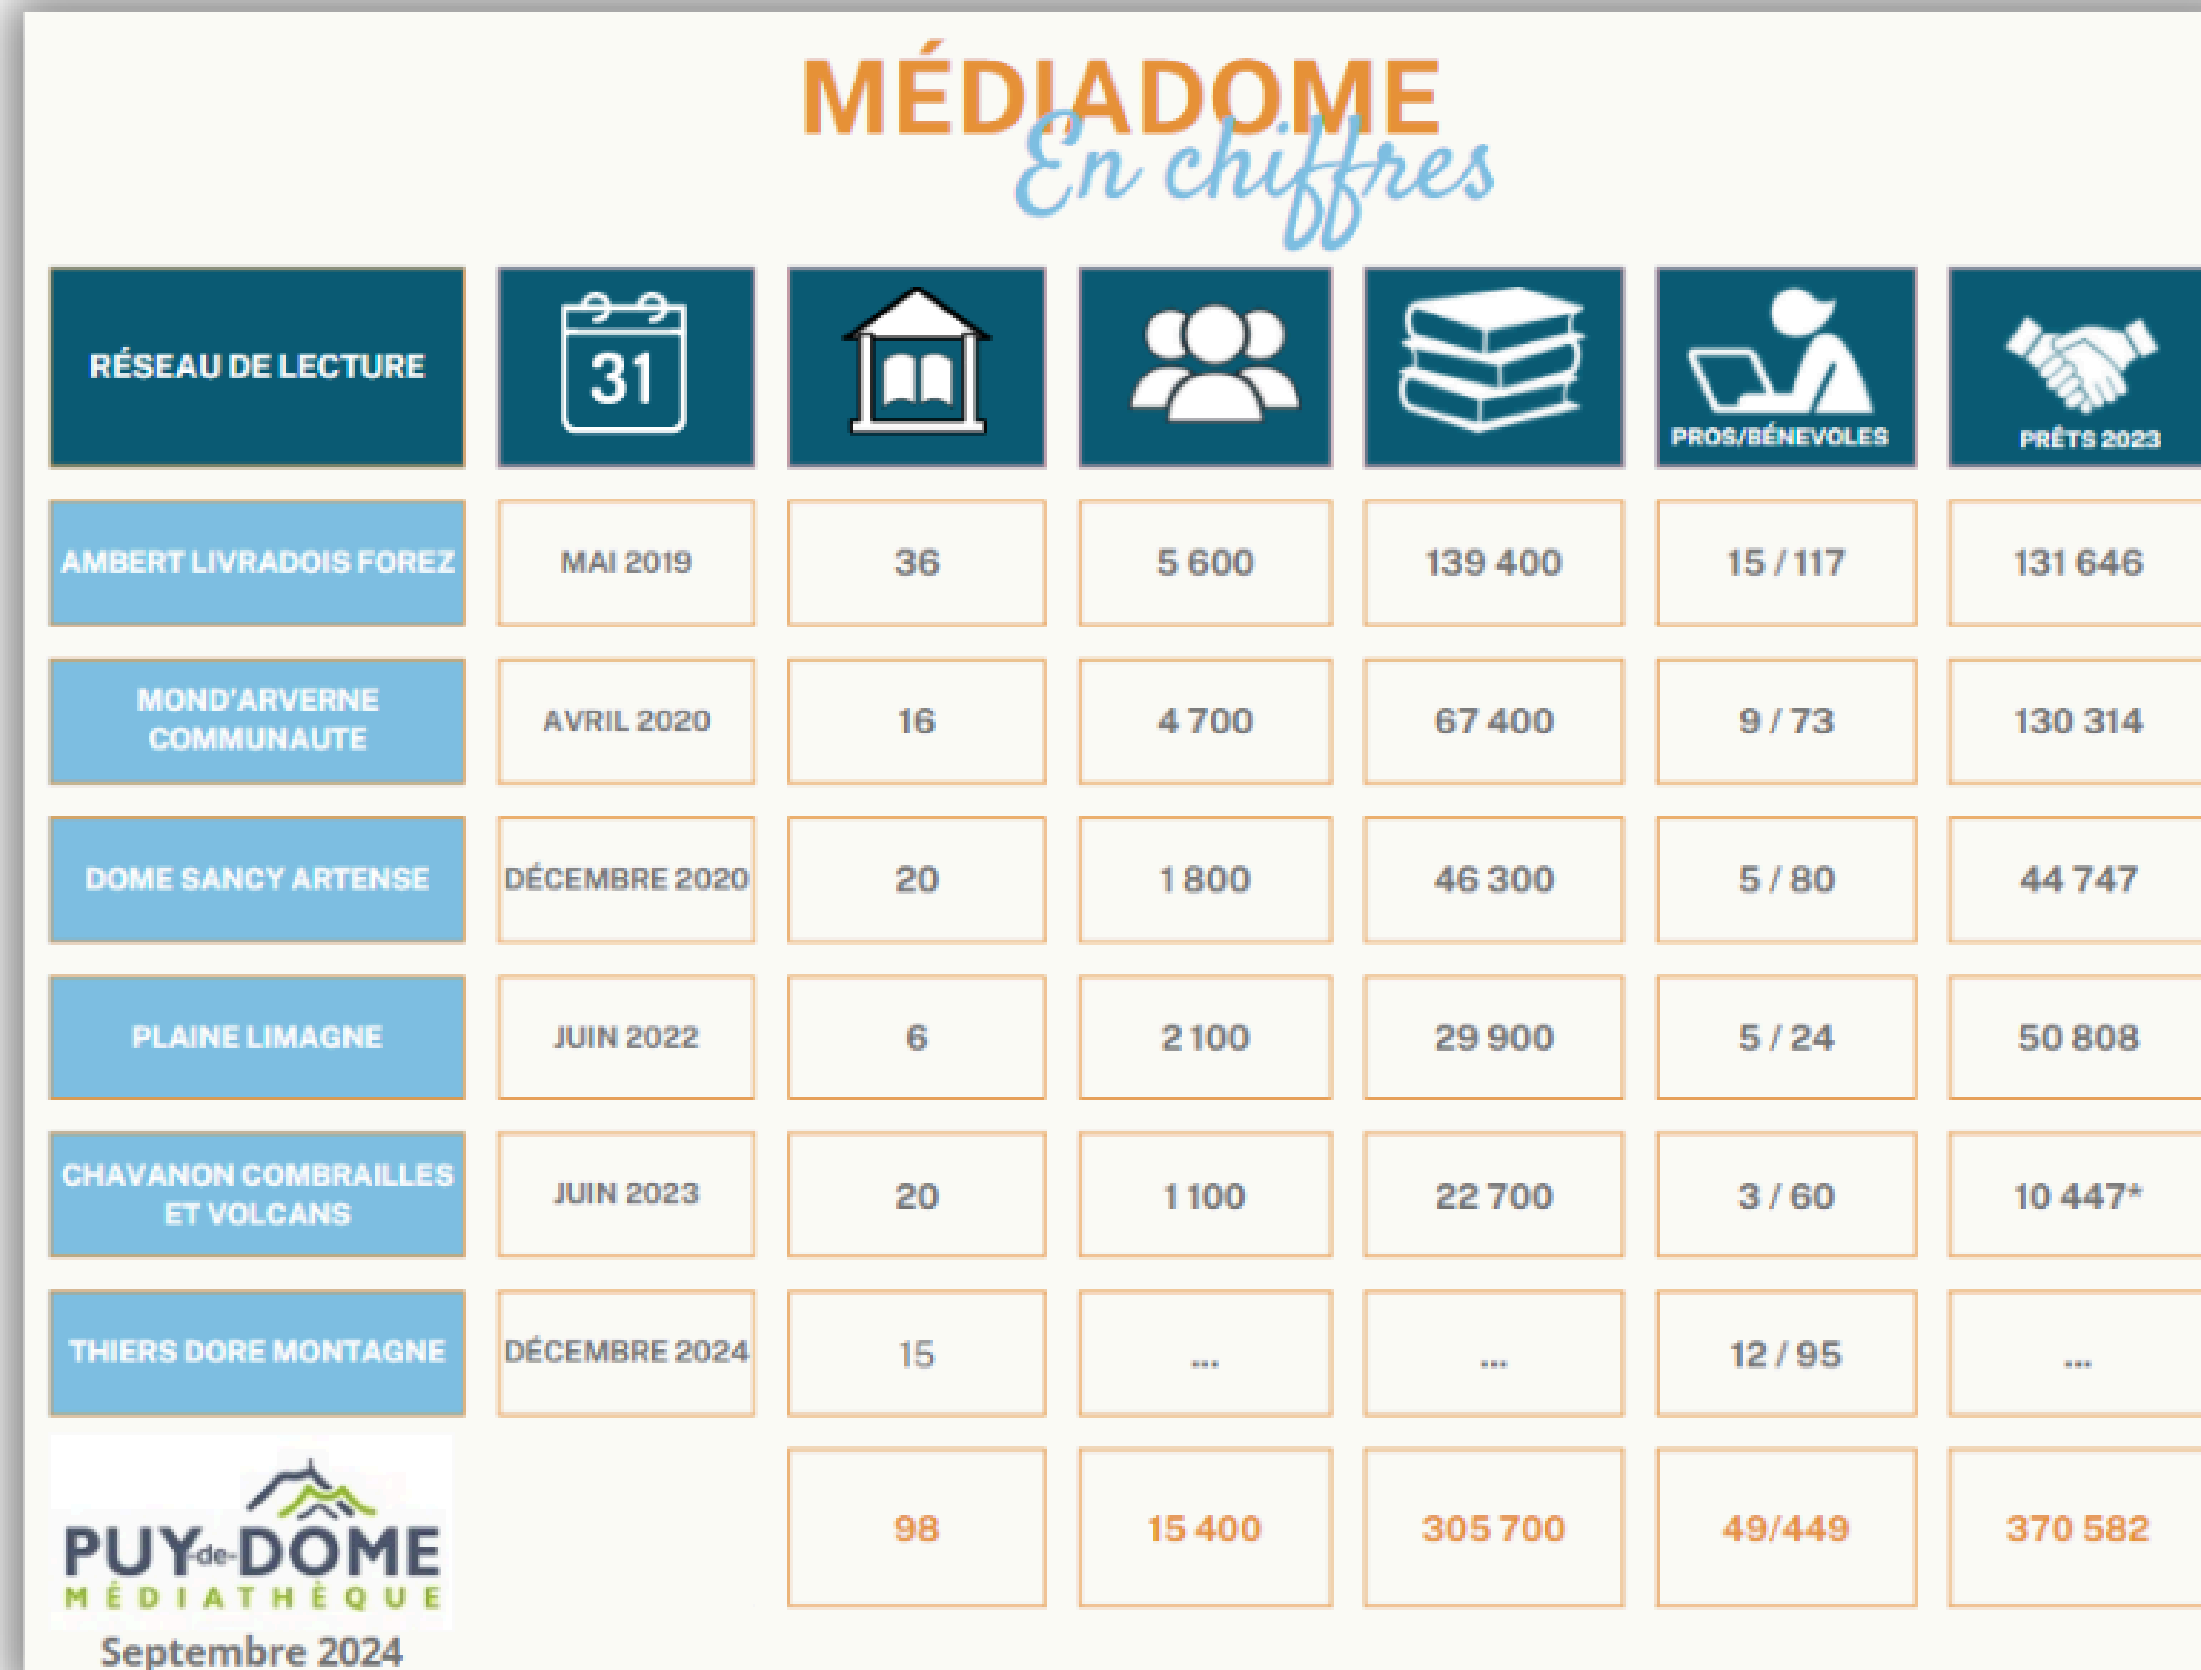 MÉDIADOME
En chiffres
RÉSEAU DE LECTURE
31
PROS/BÉNEVOLES
PRÊTS 2023
AMBERT LIVRADOIS FOREZ MAI 2019 36 5 600 139 400 15 / 117 131 646
MOND'ARVERNE
COMMUNAUTE
AVRIL 2020 16 4 700 67 400 9 / 73 130 314
DOME SANCY ARTENSE DÉCEMBRE 2020 20 1 800 46 300 5 / 80 44 747
PLAINE LIMAGNE JUIN 2022 6 2 100 29 900 5 / 24 50 808
CHAVANON COMBRAILLES
ET VOLCANS
JUIN 2023 20 1 100 22 700 3 / 60 10 447*
THIERS DORE MONTAGNE DÉCEMBRE 2024 15 ... ... 12 / 95 ...
98 15 400 305 700 49/449 370 582
PUY-de-DÔME
MÉDIATHÈQUE
Septembre 2024